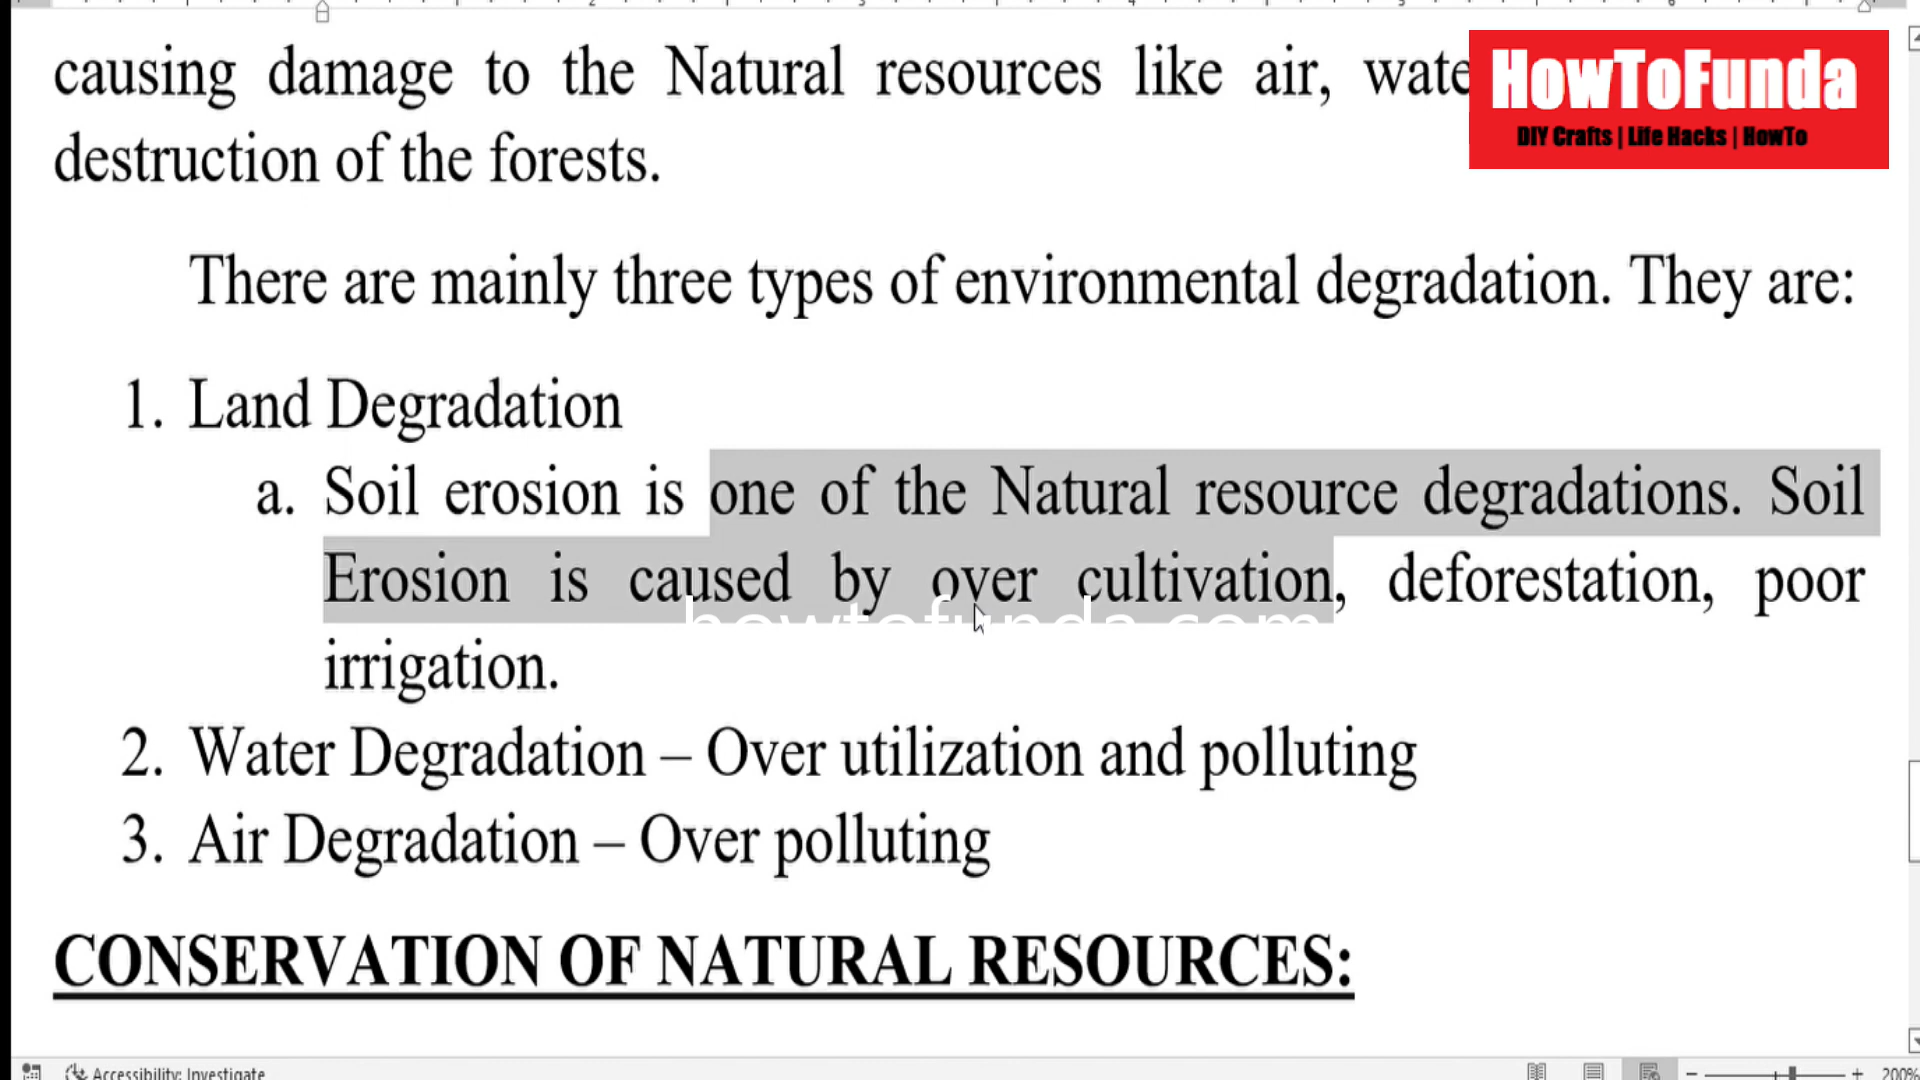 causing damage to the Natural resources like air, wate
HowToFunda
DIY Crafts | Life Hacks | HowTo
destruction of the forests.
There are mainly three types of environmental degradation. They are:
1. Land Degradation
a. Soil erosion is one of the Natural resource degradations. Soil
Erosion is caused by over cultivation, deforestation, poor
howtofunda.com
irrigation.
2. Water Degradation – Over utilization and polluting
3. Air Degradation – Over polluting
CONSERVATION OF NATURAL RESOURCES:
Accessibility: Investigate
200%